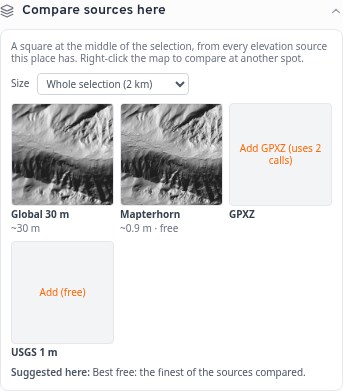 Compare sources here
A square at the middle of the selection, from every elevation source
this place has. Right-click the map to compare at another spot.
Size
Whole selection (2 km)
Add GPXZ (uses 2
calls)
Global 30 m
Mapterhorn
GPXZ
~30 m
~0.9 m · free
Add (free)
USGS 1 m
Suggested here: Best free: the finest of the sources compared.